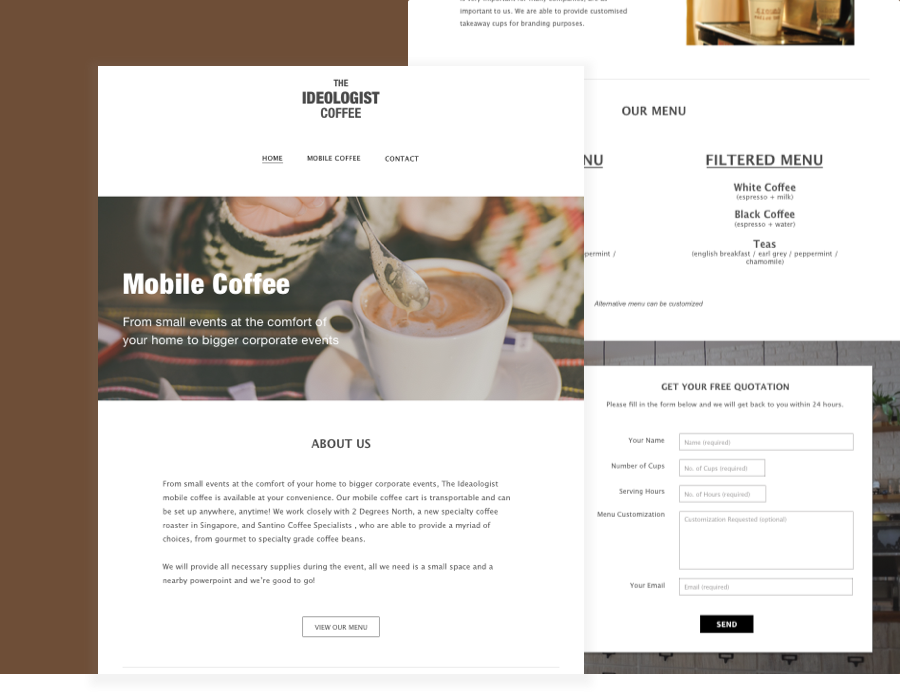 important to us. We are able to provide customised
takeaway cups for branding purposes.
THE
IDEOLOGIST
COFFEE
HOME
MOBILE COFFEE
CONTACT
Mobile Coffee
From small events at the comfort of
your home to bigger corporate events
ABOUT US
From small events at the comfort of your home to bigger corporate events, The Ideaologist
mobile coffee is available at your convenience. Our mobile coffee cart is transportable and can
be set up anywhere, anytime! We work closely with 2 Degrees North, a new specialty coffee
roaster in Singapore, and Santino Coffee Specialists , who are able to provide a myriad of
choices, from gourmet to specialty grade coffee beans.
We will provide all necessary supplies during the event, all we need is a small space and a
nearby powerpoint and we're good to go!
VIEW OUR MENU
OUR MENU
NU
permint /
FILTERED MENU
White Coffee
(espresso + milk)
Black Coffee
(espresso + water)
Teas
(english breakfast / earl grey / peppermint /
chamomile)
Alternative menu can be customized
GET YOUR FREE QUOTATION
Please fill in the form below and we will get back to you within 24 hours.
Your Name
Name (required)
Number of Cups
No. of Cups (required)
Serving Hours
No. of Hours (required)
Menu Customization
Customization Requested (optional)
Your Email
Email (required)
SEND